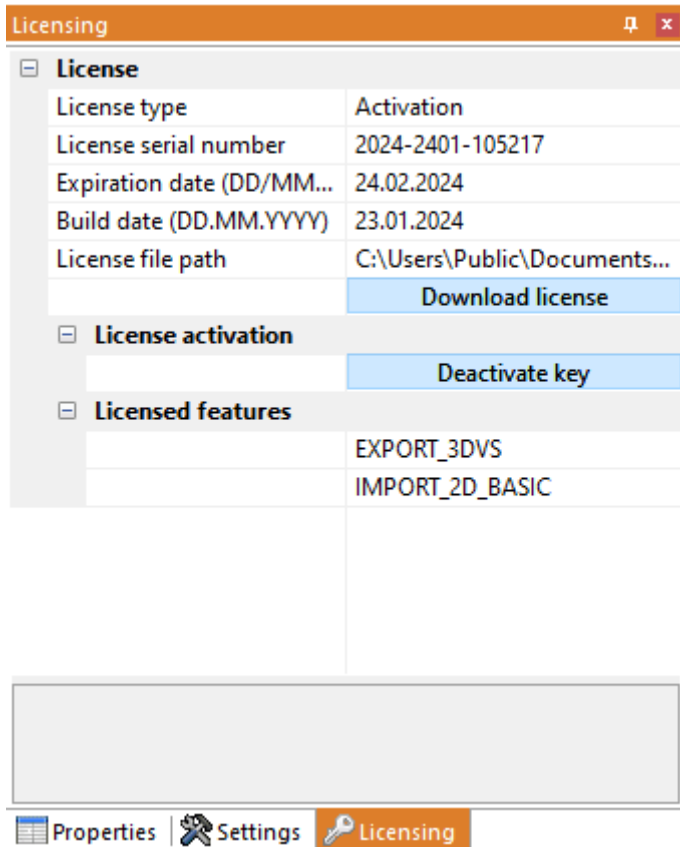 Licensing
License
License type Activation
License serial number 2024-2401-105217
Expiration date (DD/MM... 24.02.2024
Build date (DD.MM.YYYY) 23.01.2024
License file path C:\Users\Public\Documents...
Download license
License activation
Deactivate key
Licensed features
EXPORT_3DVS
IMPORT_2D_BASIC
Properties Settings Licensing